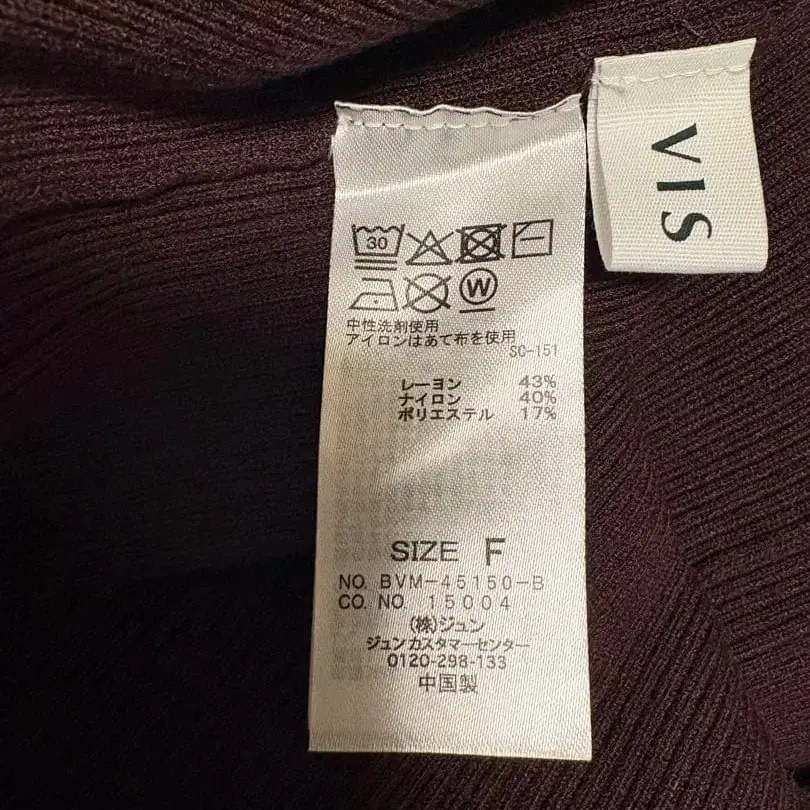 VIS
30
W
中性洗剤使用
アイロンはあて布を使用
SC-151
レーヨン 43%
ナイロン 40%
ポリエステル 17%
SIZE F
NO. BVM-45150-B
CO. NO. 15004
(株)ジュン
ジュンカスタマーセンター
0120-298-133
中国製